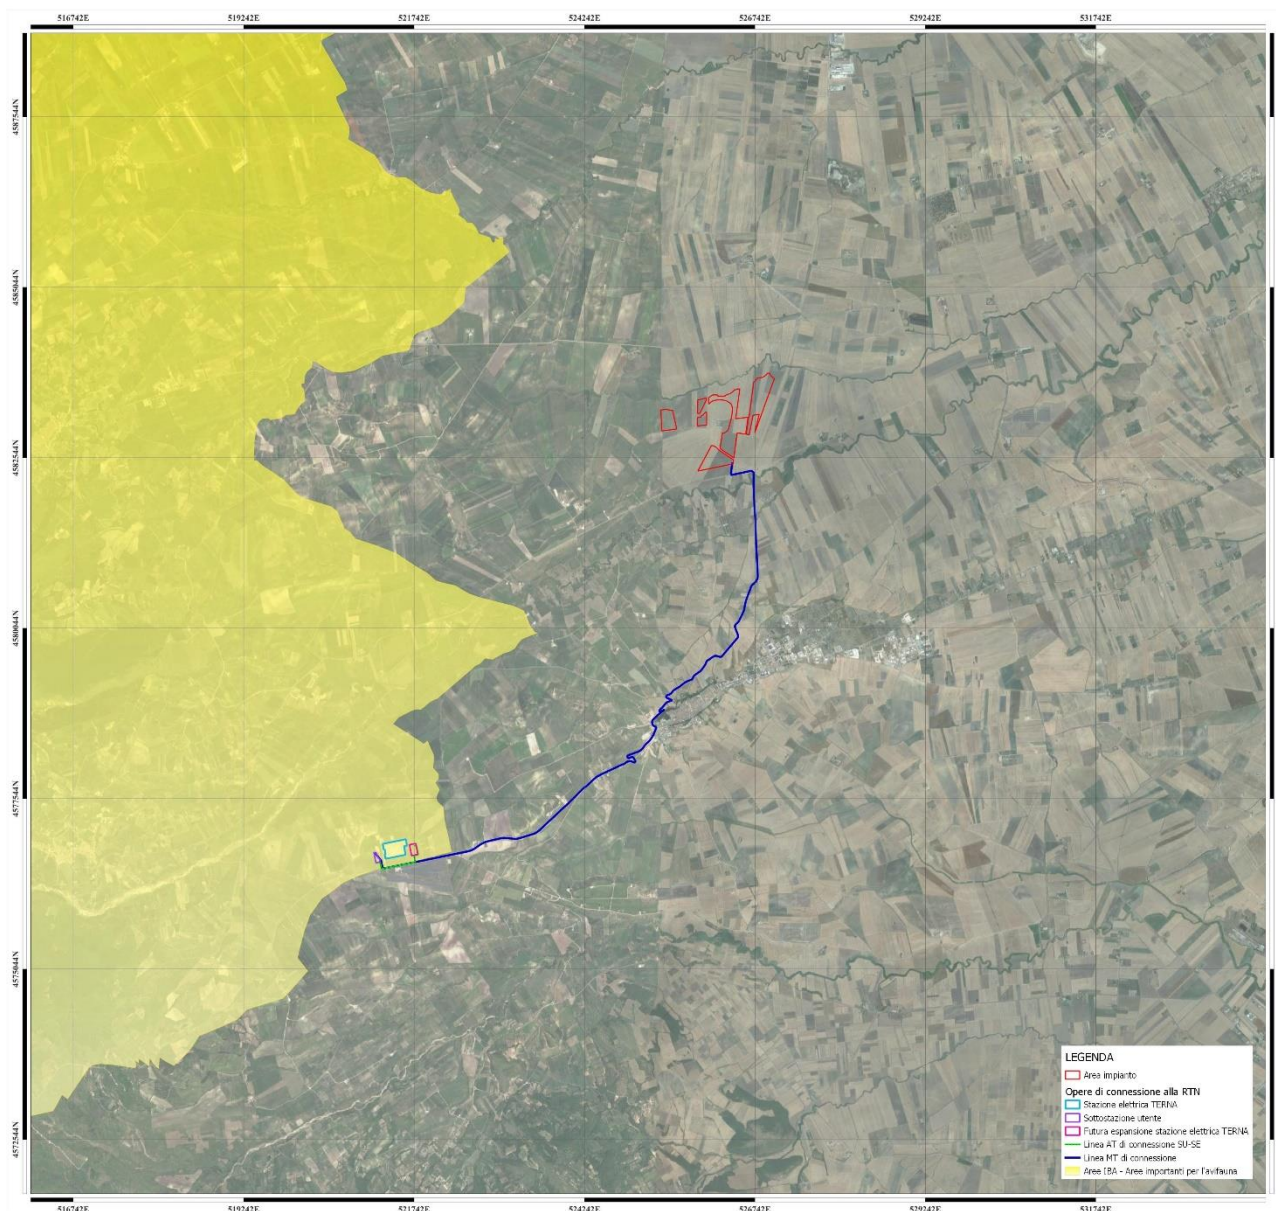 516742E 519242E 521742E 524242E 526742E 529242E 531742E
4587544N
4585044N
4582544N
4580044N
4577544N
4575044N
4572544N
LEGENDA
Area impianto
Opere di connessione alla RTN
Stazione elettrica TERNA
Sottostazione utente
Futura espansione stazione elettrica TERNA
Linea AT di connessione SU-SE
Linea MT di connessione
Aree IBA - Aree importanti per l'avifauna
516742E 519242E 521742E 524242E 526742E 529242E 531742E